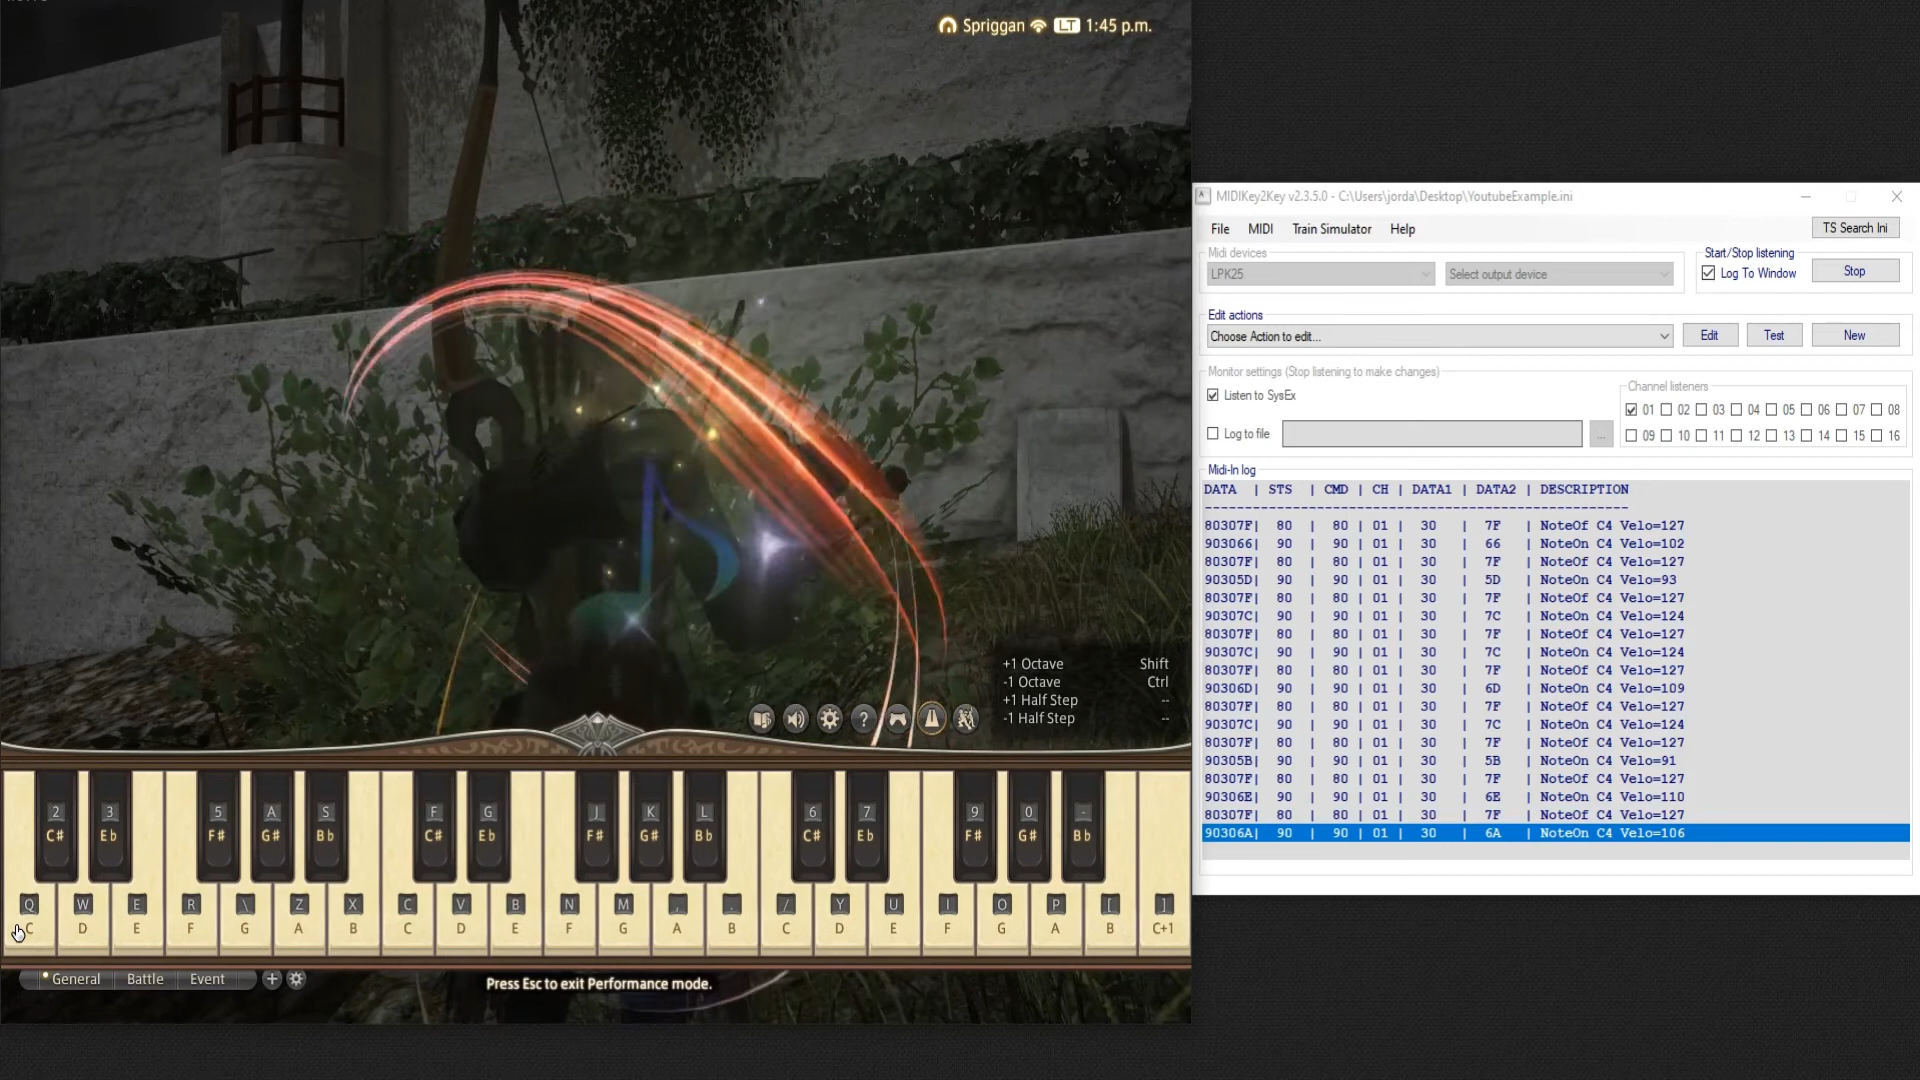 Spriggan LT 1:45 p.m.
+1 Octave Shift
-1 Octave Ctrl
+1 Half Step --
-1 Half Step --
?
2 3 5 A S F G J K L 6 7 9 0 -
C# Eb F# G# Bb C# Eb F# G# Bb C# Eb F# G# Bb
Q W E R \ Z X C V B N M , . / Y U I O P [ ]
C D E F G A B C D E F G A B C D E F G A B C+1
General Battle Event +
Press Esc to exit Performance mode.
MIDIKey2Key v2.3.5.0 - C:\Users\jorda\Desktop\YoutubeExample.ini
File MIDI Train Simulator Help TS Search Ini
Midi devices Start/Stop listening
LPK25 Select output device Log To Window Stop
Edit actions
Choose Action to edit... Edit Test New
Monitor settings (Stop listening to make changes)
Channel listeners
Listen to SysEx
01 02 03 04 05 06 07 08
Log to file ...
09 10 11 12 13 14 15 16
Midi-In log
DATA | STS | CMD | CH | DATA1 | DATA2 | DESCRIPTION
-----------------------------------------------------
80307F| 80 | 80 | 01 | 30 | 7F | NoteOf C4 Velo=127
903066| 90 | 90 | 01 | 30 | 66 | NoteOn C4 Velo=102
80307F| 80 | 80 | 01 | 30 | 7F | NoteOf C4 Velo=127
90305D| 90 | 90 | 01 | 30 | 5D | NoteOn C4 Velo=93
80307F| 80 | 80 | 01 | 30 | 7F | NoteOf C4 Velo=127
90307C| 90 | 90 | 01 | 30 | 7C | NoteOn C4 Velo=124
80307F| 80 | 80 | 01 | 30 | 7F | NoteOf C4 Velo=127
90307C| 90 | 90 | 01 | 30 | 7C | NoteOn C4 Velo=124
80307F| 80 | 80 | 01 | 30 | 7F | NoteOf C4 Velo=127
90306D| 90 | 90 | 01 | 30 | 6D | NoteOn C4 Velo=109
80307F| 80 | 80 | 01 | 30 | 7F | NoteOf C4 Velo=127
90307C| 90 | 90 | 01 | 30 | 7C | NoteOn C4 Velo=124
80307F| 80 | 80 | 01 | 30 | 7F | NoteOf C4 Velo=127
90305B| 90 | 90 | 01 | 30 | 5B | NoteOn C4 Velo=91
80307F| 80 | 80 | 01 | 30 | 7F | NoteOf C4 Velo=127
90306E| 90 | 90 | 01 | 30 | 6E | NoteOn C4 Velo=110
80307F| 80 | 80 | 01 | 30 | 7F | NoteOf C4 Velo=127
90306A| 90 | 90 | 01 | 30 | 6A | NoteOn C4 Velo=106